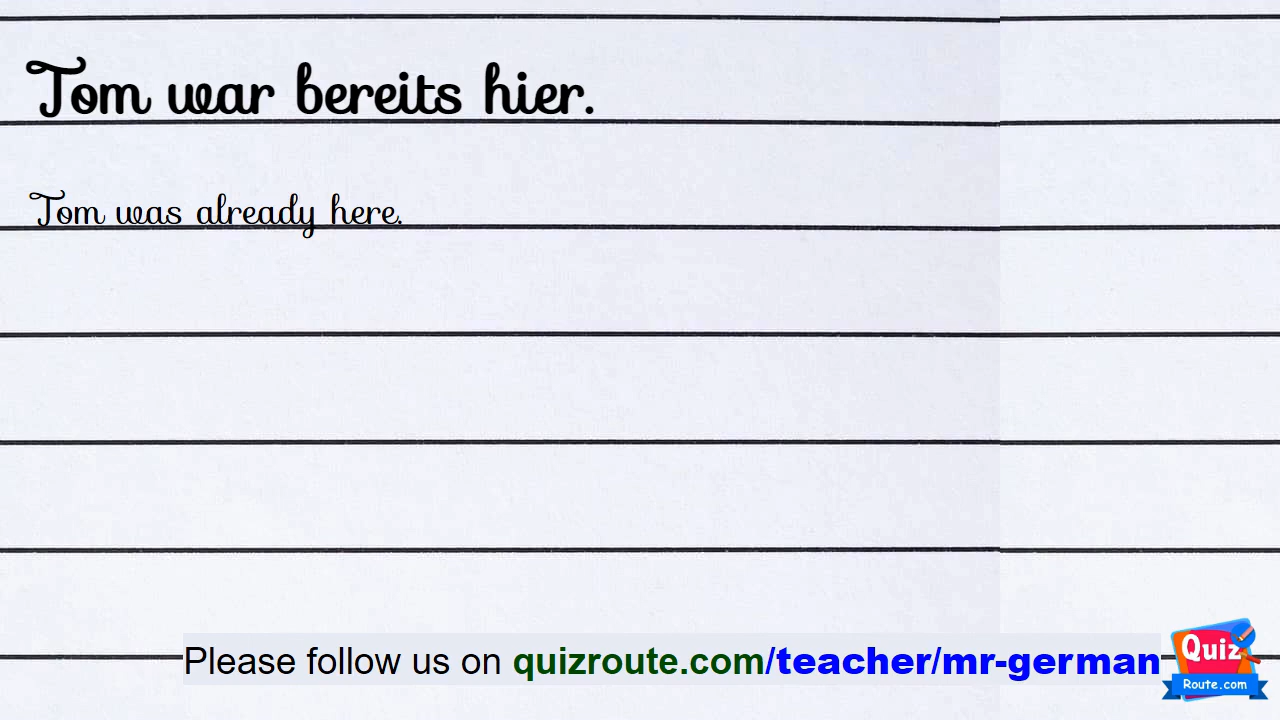 Tom war bereits hier.
Tom was already here.
Please follow us on quizroute.com/teacher/mr-german
Quiz
Route.com